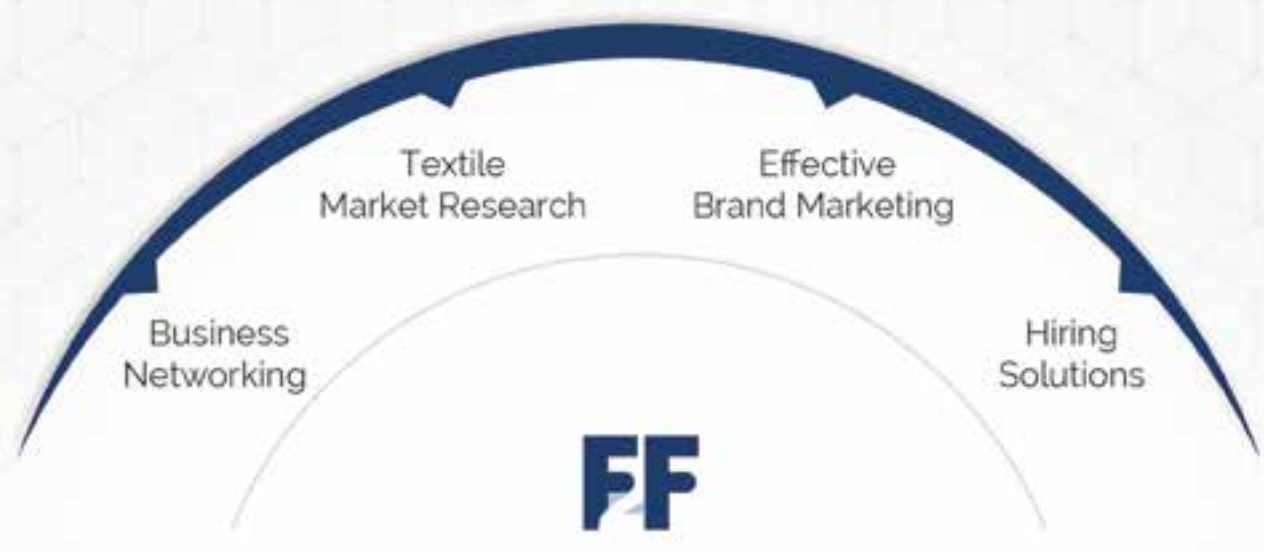 Textile
Market Research
Effective
Brand Marketing
Business
Networking
Hiring
Solutions
F2F